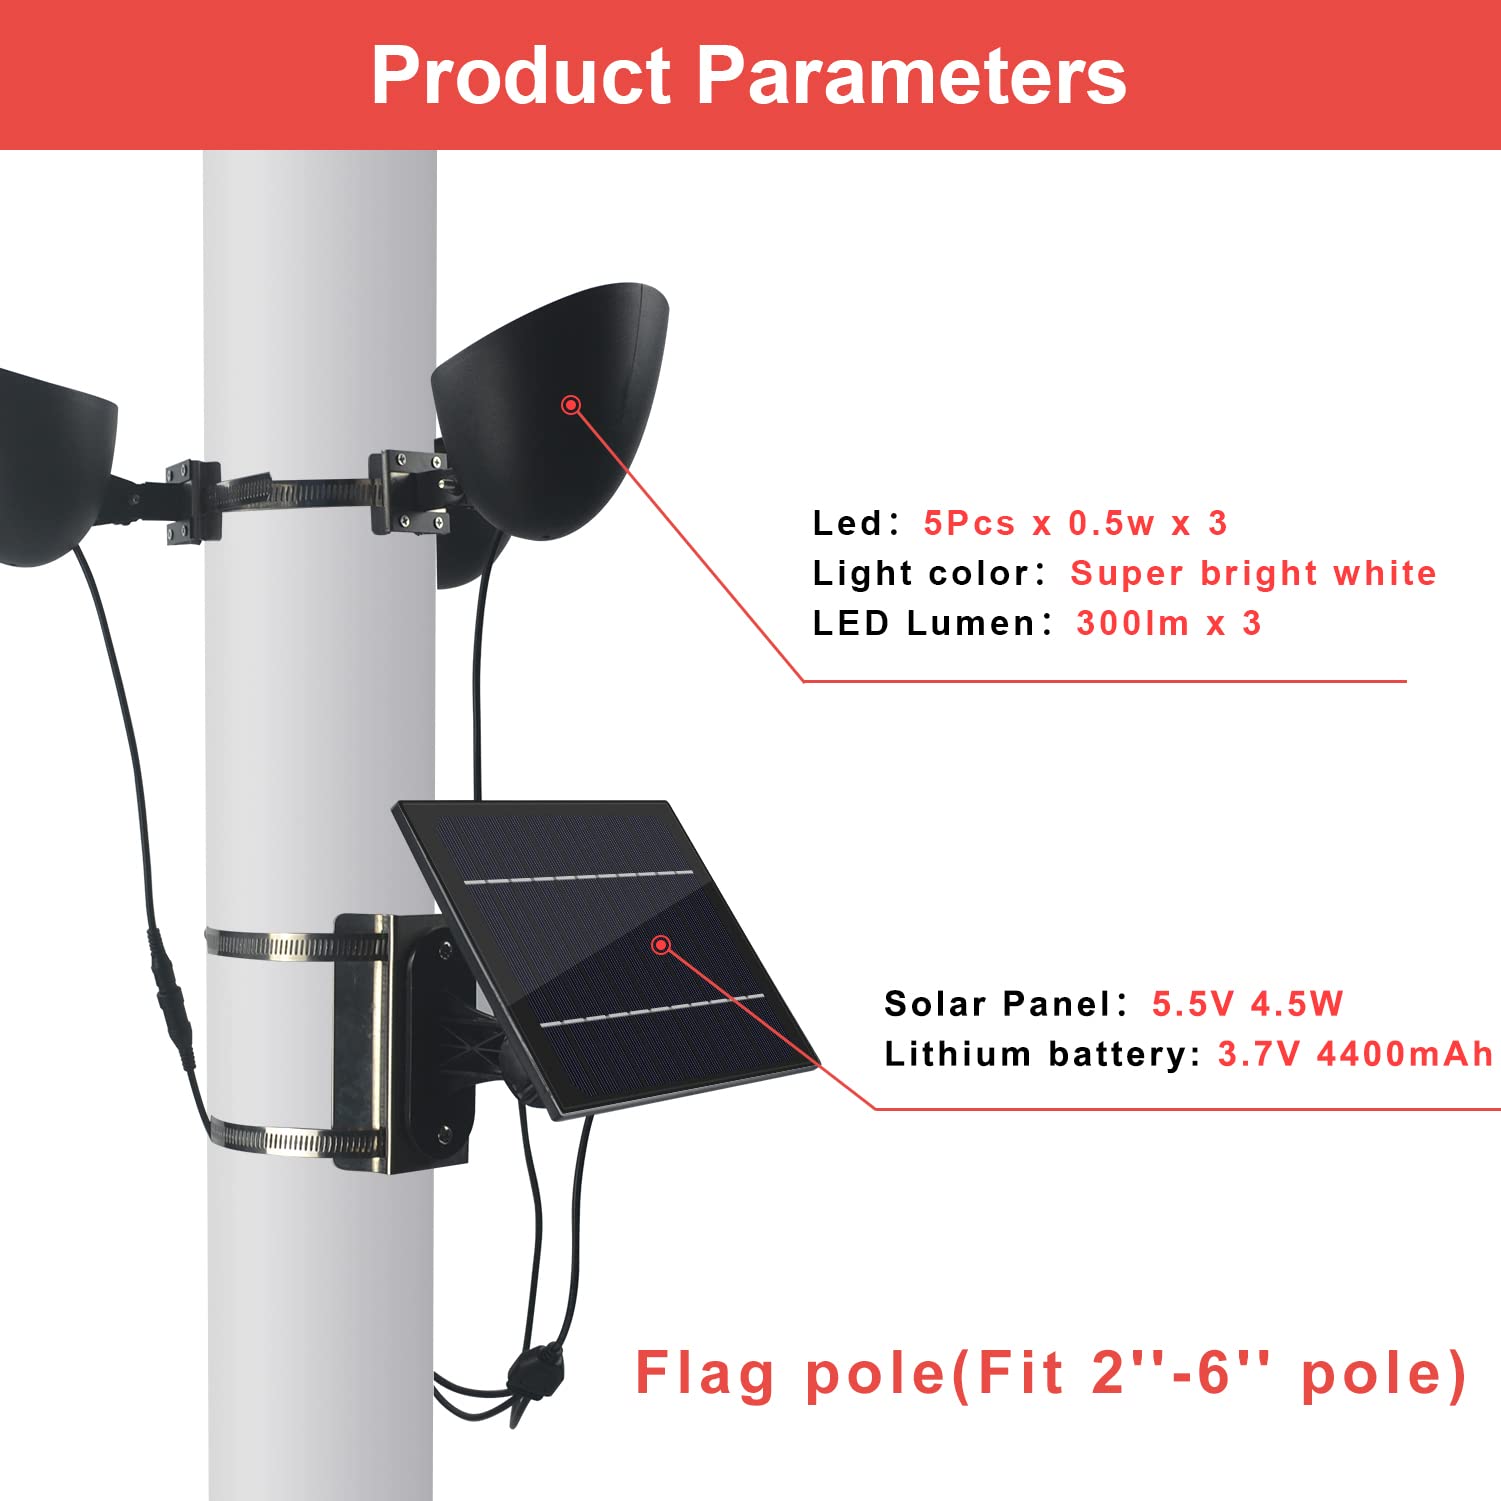 Product Parameters
Led：5Pcs x 0.5w x 3
Light color：Super bright white
LED Lumen：300lm x 3
Solar Panel：5.5V 4.5W
Lithium battery: 3.7V 4400mAh
Flag pole(Fit 2''-6'' pole)